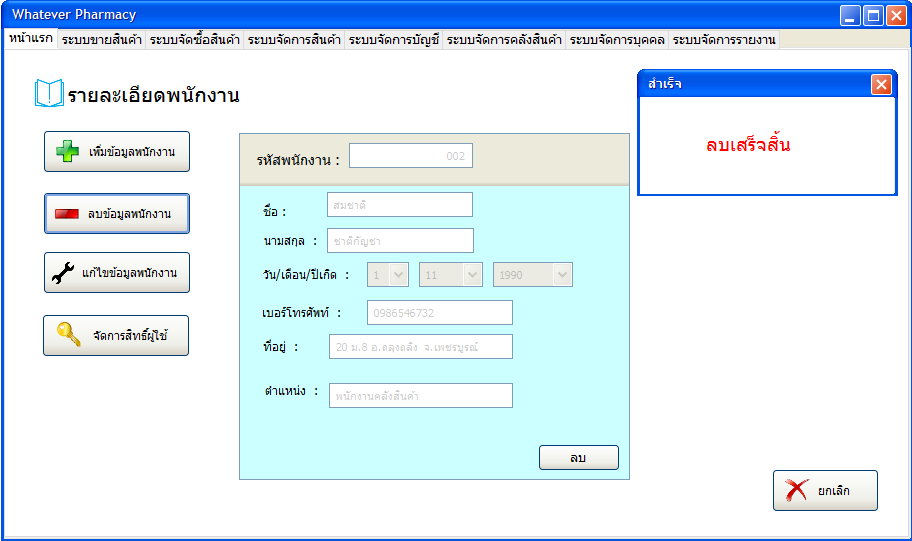 Whatever Pharmacy
หน้าแรก ระบบขายสินค้า ระบบจัดซื้อสินค้า ระบบจัดการสินค้า ระบบจัดการบัญชี ระบบจัดการคลังสินค้า ระบบจัดการบุคคล ระบบจัดการรายงาน
รายละเอียดพนักงาน
เพิ่มข้อมูลพนักงาน
ลบข้อมูลพนักงาน
แก้ไขข้อมูลพนักงาน
จัดการสิทธิ์ผู้ใช้
รหัสพนักงาน : 002
ชื่อ : สมชาติ
นามสกุล : ชาติกัญชา
วัน/เดือน/ปีเกิด : 1 11 1990
เบอร์โทรศัพท์ : 0986546732
ที่อยู่ : 20 ม.8 อ.ถลุงถลิง จ.เพชรบูรณ์
ตำแหน่ง : พนักงานคลังสินค้า
ลบ
สำเร็จ
ลบเสร็จสิ้น
ยกเลิก